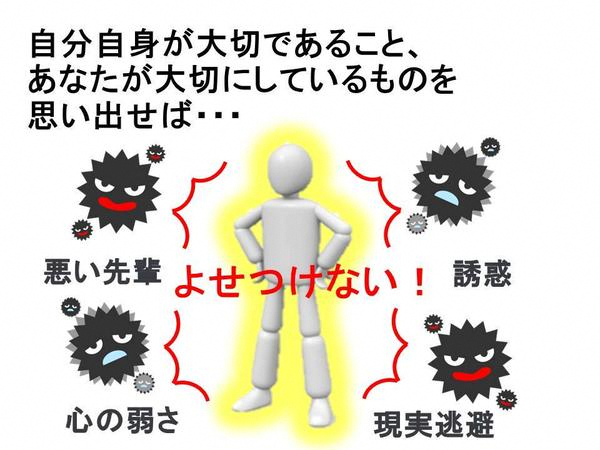 自分自身が大切であること、
あなたが大切にしているものを
思い出せば・・・
悪い先輩
よせつけない！
誘惑
心の弱さ
現実逃避